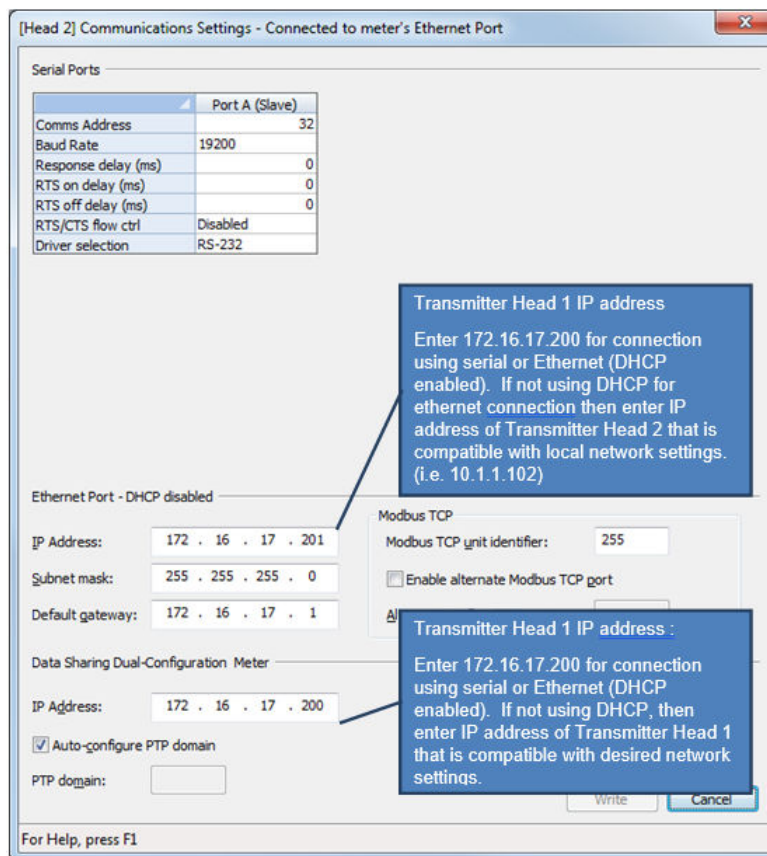 [Head 2] Communications Settings - Connected to meter's Ethernet Port
Serial Ports
Port A (Slave)
Comms Address 32
Baud Rate 19200
Response delay (ms) 0
RTS on delay (ms) 0
RTS off delay (ms) 0
RTS/CTS flow ctrl Disabled
Driver selection RS-232
Transmitter Head 1 IP address
Enter 172.16.17.200 for connection
using serial or Ethernet (DHCP
enabled). If not using DHCP for
ethernet connection then enter IP
address of Transmitter Head 2 that is
compatible with local network settings.
(i.e. 10.1.1.102)
Ethernet Port - DHCP disabled
IP Address: 172 . 16 . 17 . 201
Subnet mask: 255 . 255 . 255 . 0
Default gateway: 172 . 16 . 17 . 1
Modbus TCP
Modbus TCP unit identifier: 255
Enable alternate Modbus TCP port
Transmitter Head 1 IP address :
Enter 172.16.17.200 for connection
using serial or Ethernet (DHCP
enabled). If not using DHCP, then
enter IP address of Transmitter Head 1
that is compatible with desired network
settings.
Data Sharing Dual-Configuration Meter
IP Address: 172 . 16 . 17 . 200
Auto-configure PTP domain
PTP domain:
Write Cancel
For Help, press F1